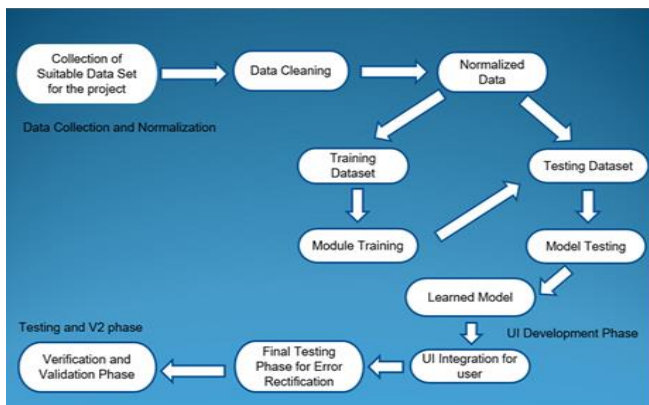 Collection of
Suitable Data Set
for the project
Data Cleaning
Normalized
Data
Data Collection and Normalization
Training
Dataset
Testing Dataset
Module Training
Model Testing
Learned Model
Testing and V2 phase
UI Development Phase
Verification and
Validation Phase
Final Testing
Phase for Error
Rectification
UI Integration for
user